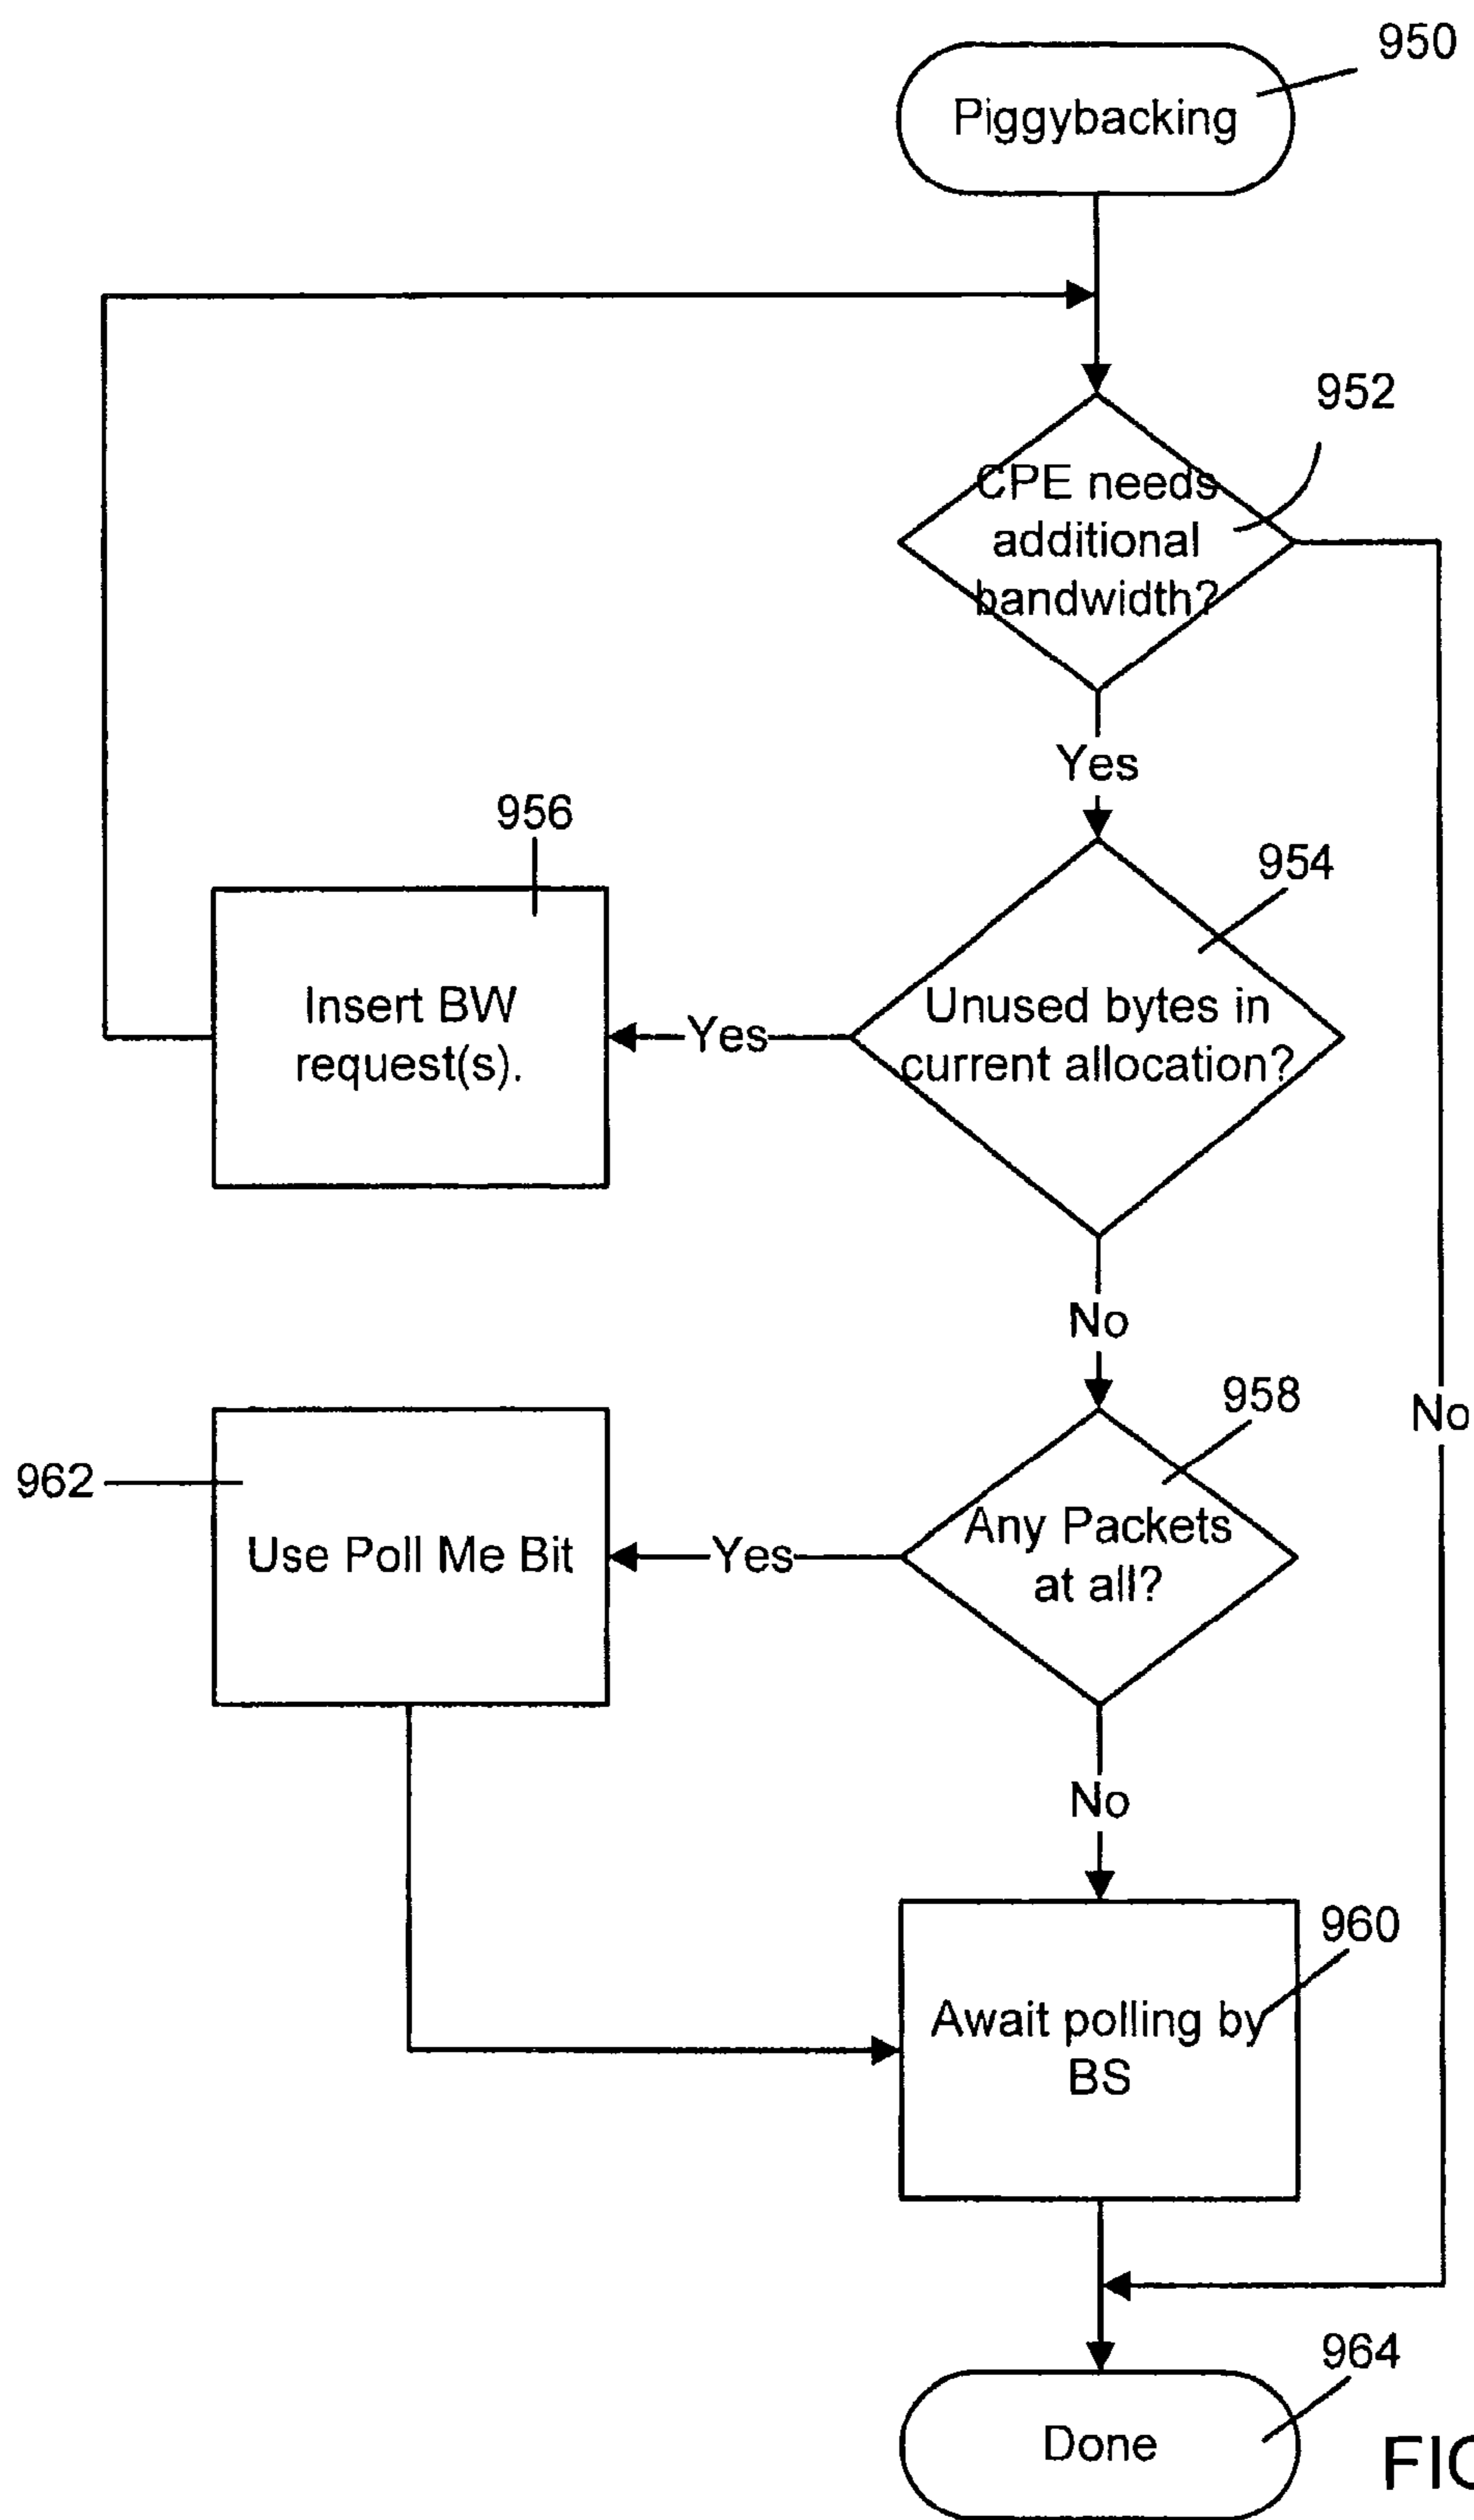 950
Piggybacking
952
CPE needs
additional
bandwidth?
Yes
956
954
Insert BW
request(s).
Yes
Unused bytes in
current allocation?
No
958
No
962
Use Poll Me Bit
Yes
Any Packets
at all?
No
960
Await polling by
BS
964
Done